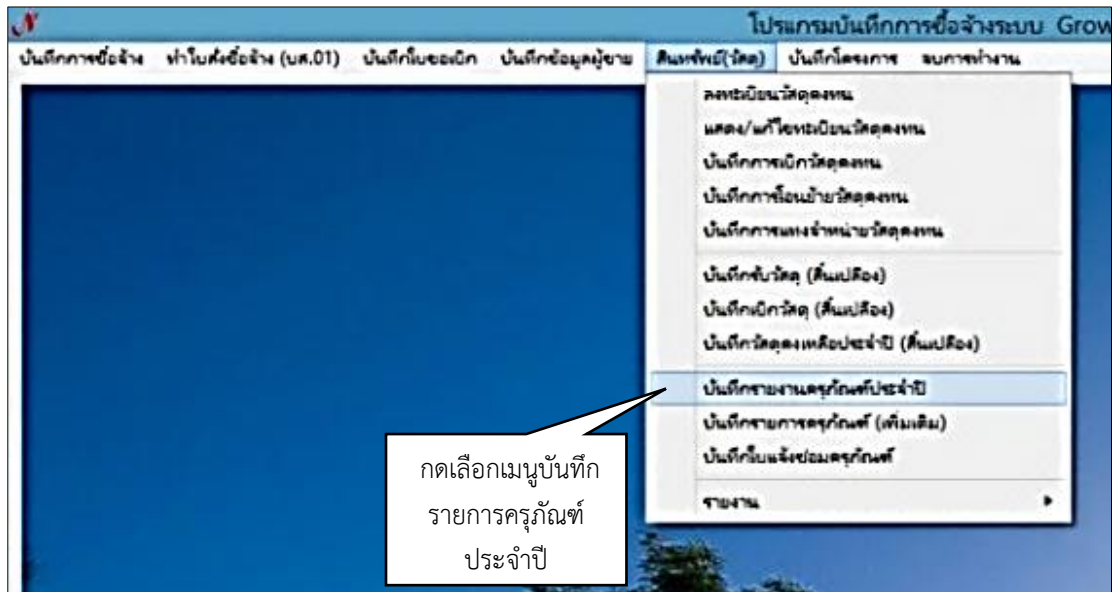 N
โปรแกรมบันทึกการซื้อจ้างระบบ Grow
บันทึกการซื้อจ้าง ทำใบสั่งซื้อจ้าง (บส.01) บันทึกใบขอเบิก บันทึกข้อมูลผู้ขาย สินทรัพย์(วัสดุ) บันทึกโครงการ จบการทำงาน
ลงทะเบียนวัสดุคงทน
แสดง/แก้ไขทะเบียนวัสดุคงทน
บันทึกการเบิกวัสดุคงทน
บันทึกการโอนย้ายวัสดุคงทน
บันทึกการแทงจำหน่ายวัสดุคงทน
บันทึกรับวัสดุ (สิ้นเปลือง)
บันทึกเบิกวัสดุ (สิ้นเปลือง)
บันทึกวัสดุคงเหลือประจำปี (สิ้นเปลือง)
บันทึกรายงานครุภัณฑ์ประจำปี
บันทึกรายการครุภัณฑ์ (เพิ่มเติม)
บันทึกใบแจ้งซ่อมครุภัณฑ์
รายงาน
กดเลือกเมนูบันทึก
รายการครุภัณฑ์
ประจำปี